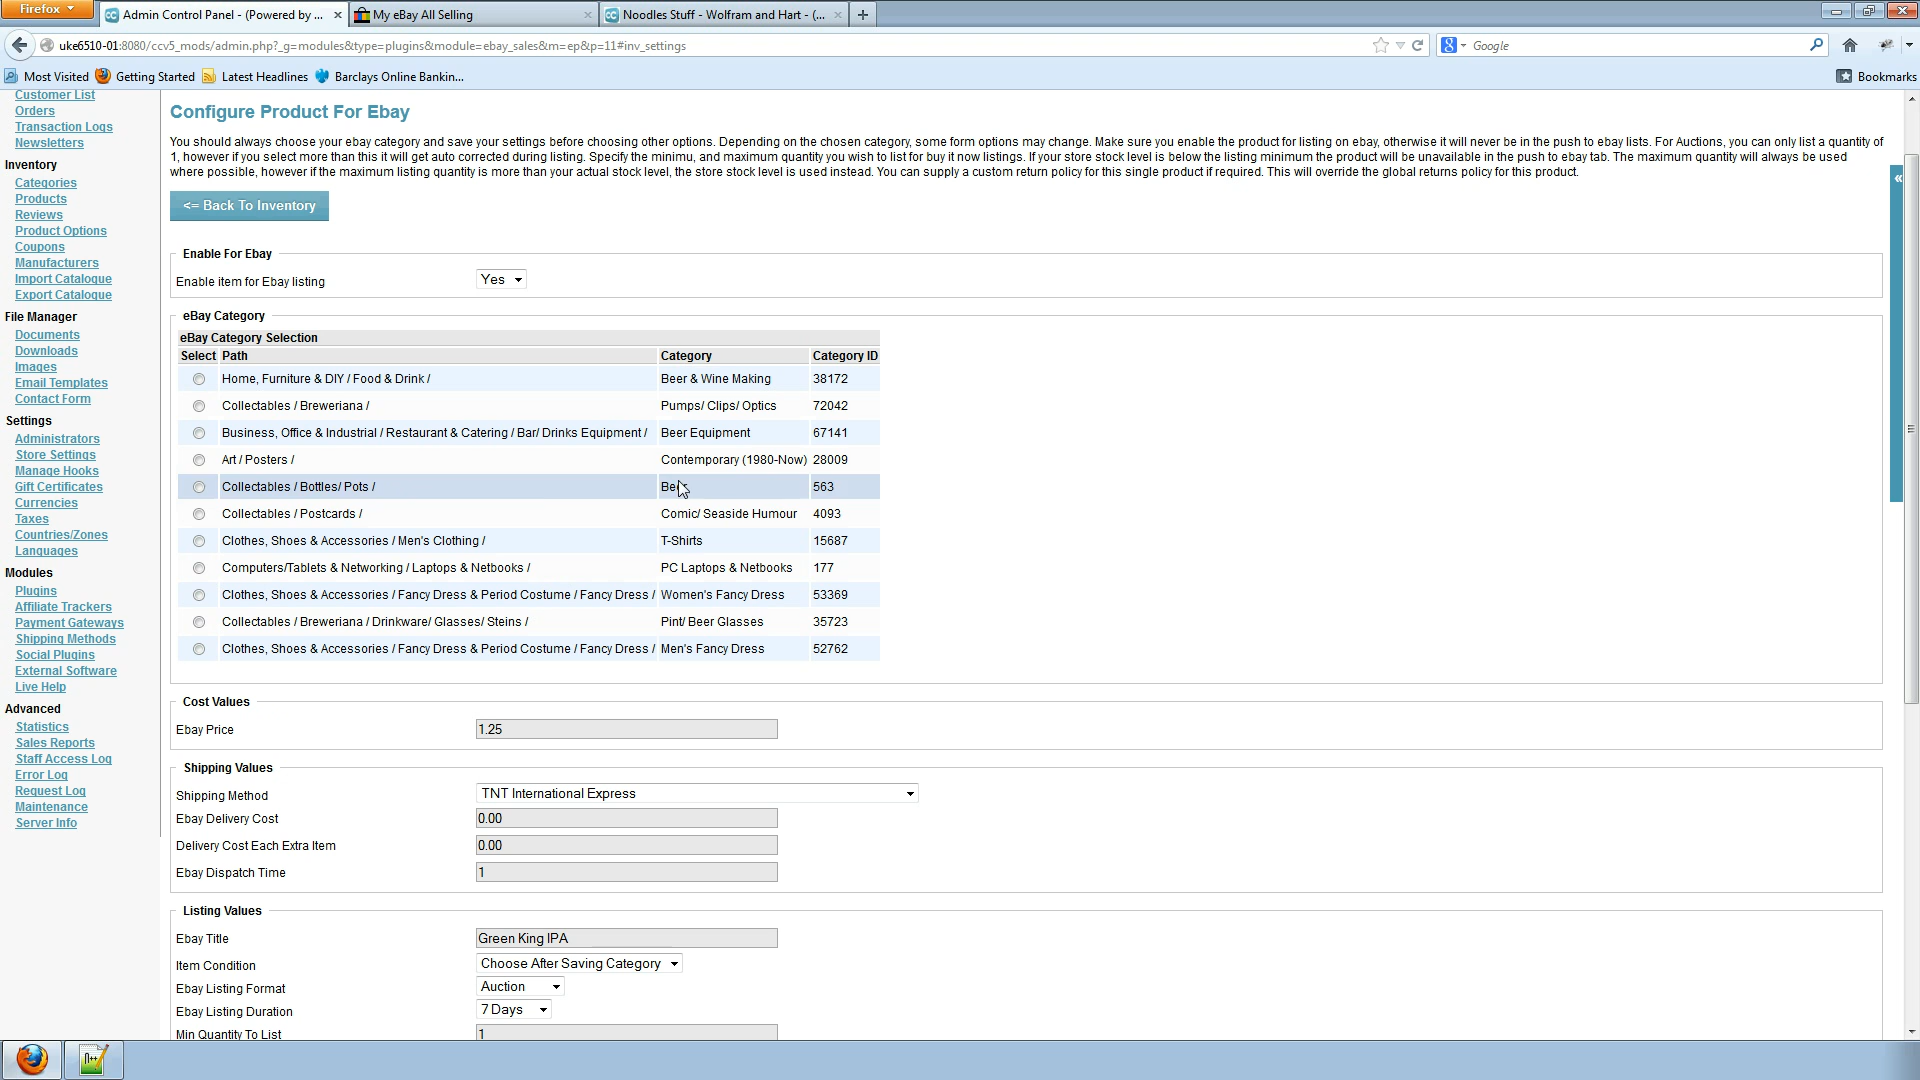 Firefox
Admin Control Panel - (Powered by ...
My eBay All Selling
Noodles Stuff - Wolfram and Hart - (...
uke6510-01:8080/ccv5_mods/admin.php?_g=modules&type=plugins&module=ebay_sales&m=ep&p=11#inv_settings
Google
Most Visited
Getting Started
Latest Headlines
Barclays Online Bankin...
Bookmarks
Customer List
Orders
Transaction Logs
Newsletters
Inventory
Categories
Products
Reviews
Product Options
Coupons
Manufacturers
Import Catalogue
Export Catalogue
File Manager
Documents
Downloads
Images
Email Templates
Contact Form
Settings
Administrators
Store Settings
Manage Hooks
Gift Certificates
Currencies
Taxes
Countries/Zones
Languages
Modules
Plugins
Affiliate Trackers
Payment Gateways
Shipping Methods
Social Plugins
External Software
Live Help
Advanced
Statistics
Sales Reports
Staff Access Log
Error Log
Request Log
Maintenance
Server Info
Configure Product For Ebay
You should always choose your ebay category and save your settings before choosing other options. Depending on the chosen category, some form options may change. Make sure you enable the product for listing on ebay, otherwise it will never be in the push to ebay lists. For Auctions, you can only list a quantity of
1, however if you select more than this it will get auto corrected during listing. Specify the minimu, and maximum quantity you wish to list for buy it now listings. If your store stock level is below the listing minimum the product will be unavailable in the push to ebay tab. The maximum quantity will always be used
where possible, however if the maximum listing quantity is more than your actual stock level, the store stock level is used instead. You can supply a custom return policy for this single product if required. This will override the global returns policy for this product.
<= Back To Inventory
«
Enable For Ebay
Enable item for Ebay listing Yes
eBay Category
eBay Category Selection
Select Path Category Category ID
Home, Furniture & DIY / Food & Drink / Beer & Wine Making 38172
Collectables / Breweriana / Pumps/ Clips/ Optics 72042
Business, Office & Industrial / Restaurant & Catering / Bar/ Drinks Equipment / Beer Equipment 67141
Art / Posters / Contemporary (1980-Now) 28009
Collectables / Bottles/ Pots / Beer 563
Collectables / Postcards / Comic/ Seaside Humour 4093
Clothes, Shoes & Accessories / Men's Clothing / T-Shirts 15687
Computers/Tablets & Networking / Laptops & Netbooks / PC Laptops & Netbooks 177
Clothes, Shoes & Accessories / Fancy Dress & Period Costume / Fancy Dress / Women's Fancy Dress 53369
Collectables / Breweriana / Drinkware/ Glasses/ Steins / Pint/ Beer Glasses 35723
Clothes, Shoes & Accessories / Fancy Dress & Period Costume / Fancy Dress / Men's Fancy Dress 52762
Cost Values
Ebay Price 1.25
Shipping Values
Shipping Method TNT International Express
Ebay Delivery Cost 0.00
Delivery Cost Each Extra Item 0.00
Ebay Dispatch Time 1
Listing Values
Ebay Title Green King IPA
Item Condition Choose After Saving Category
Ebay Listing Format Auction
Ebay Listing Duration 7 Days
Min Quantity To List 1